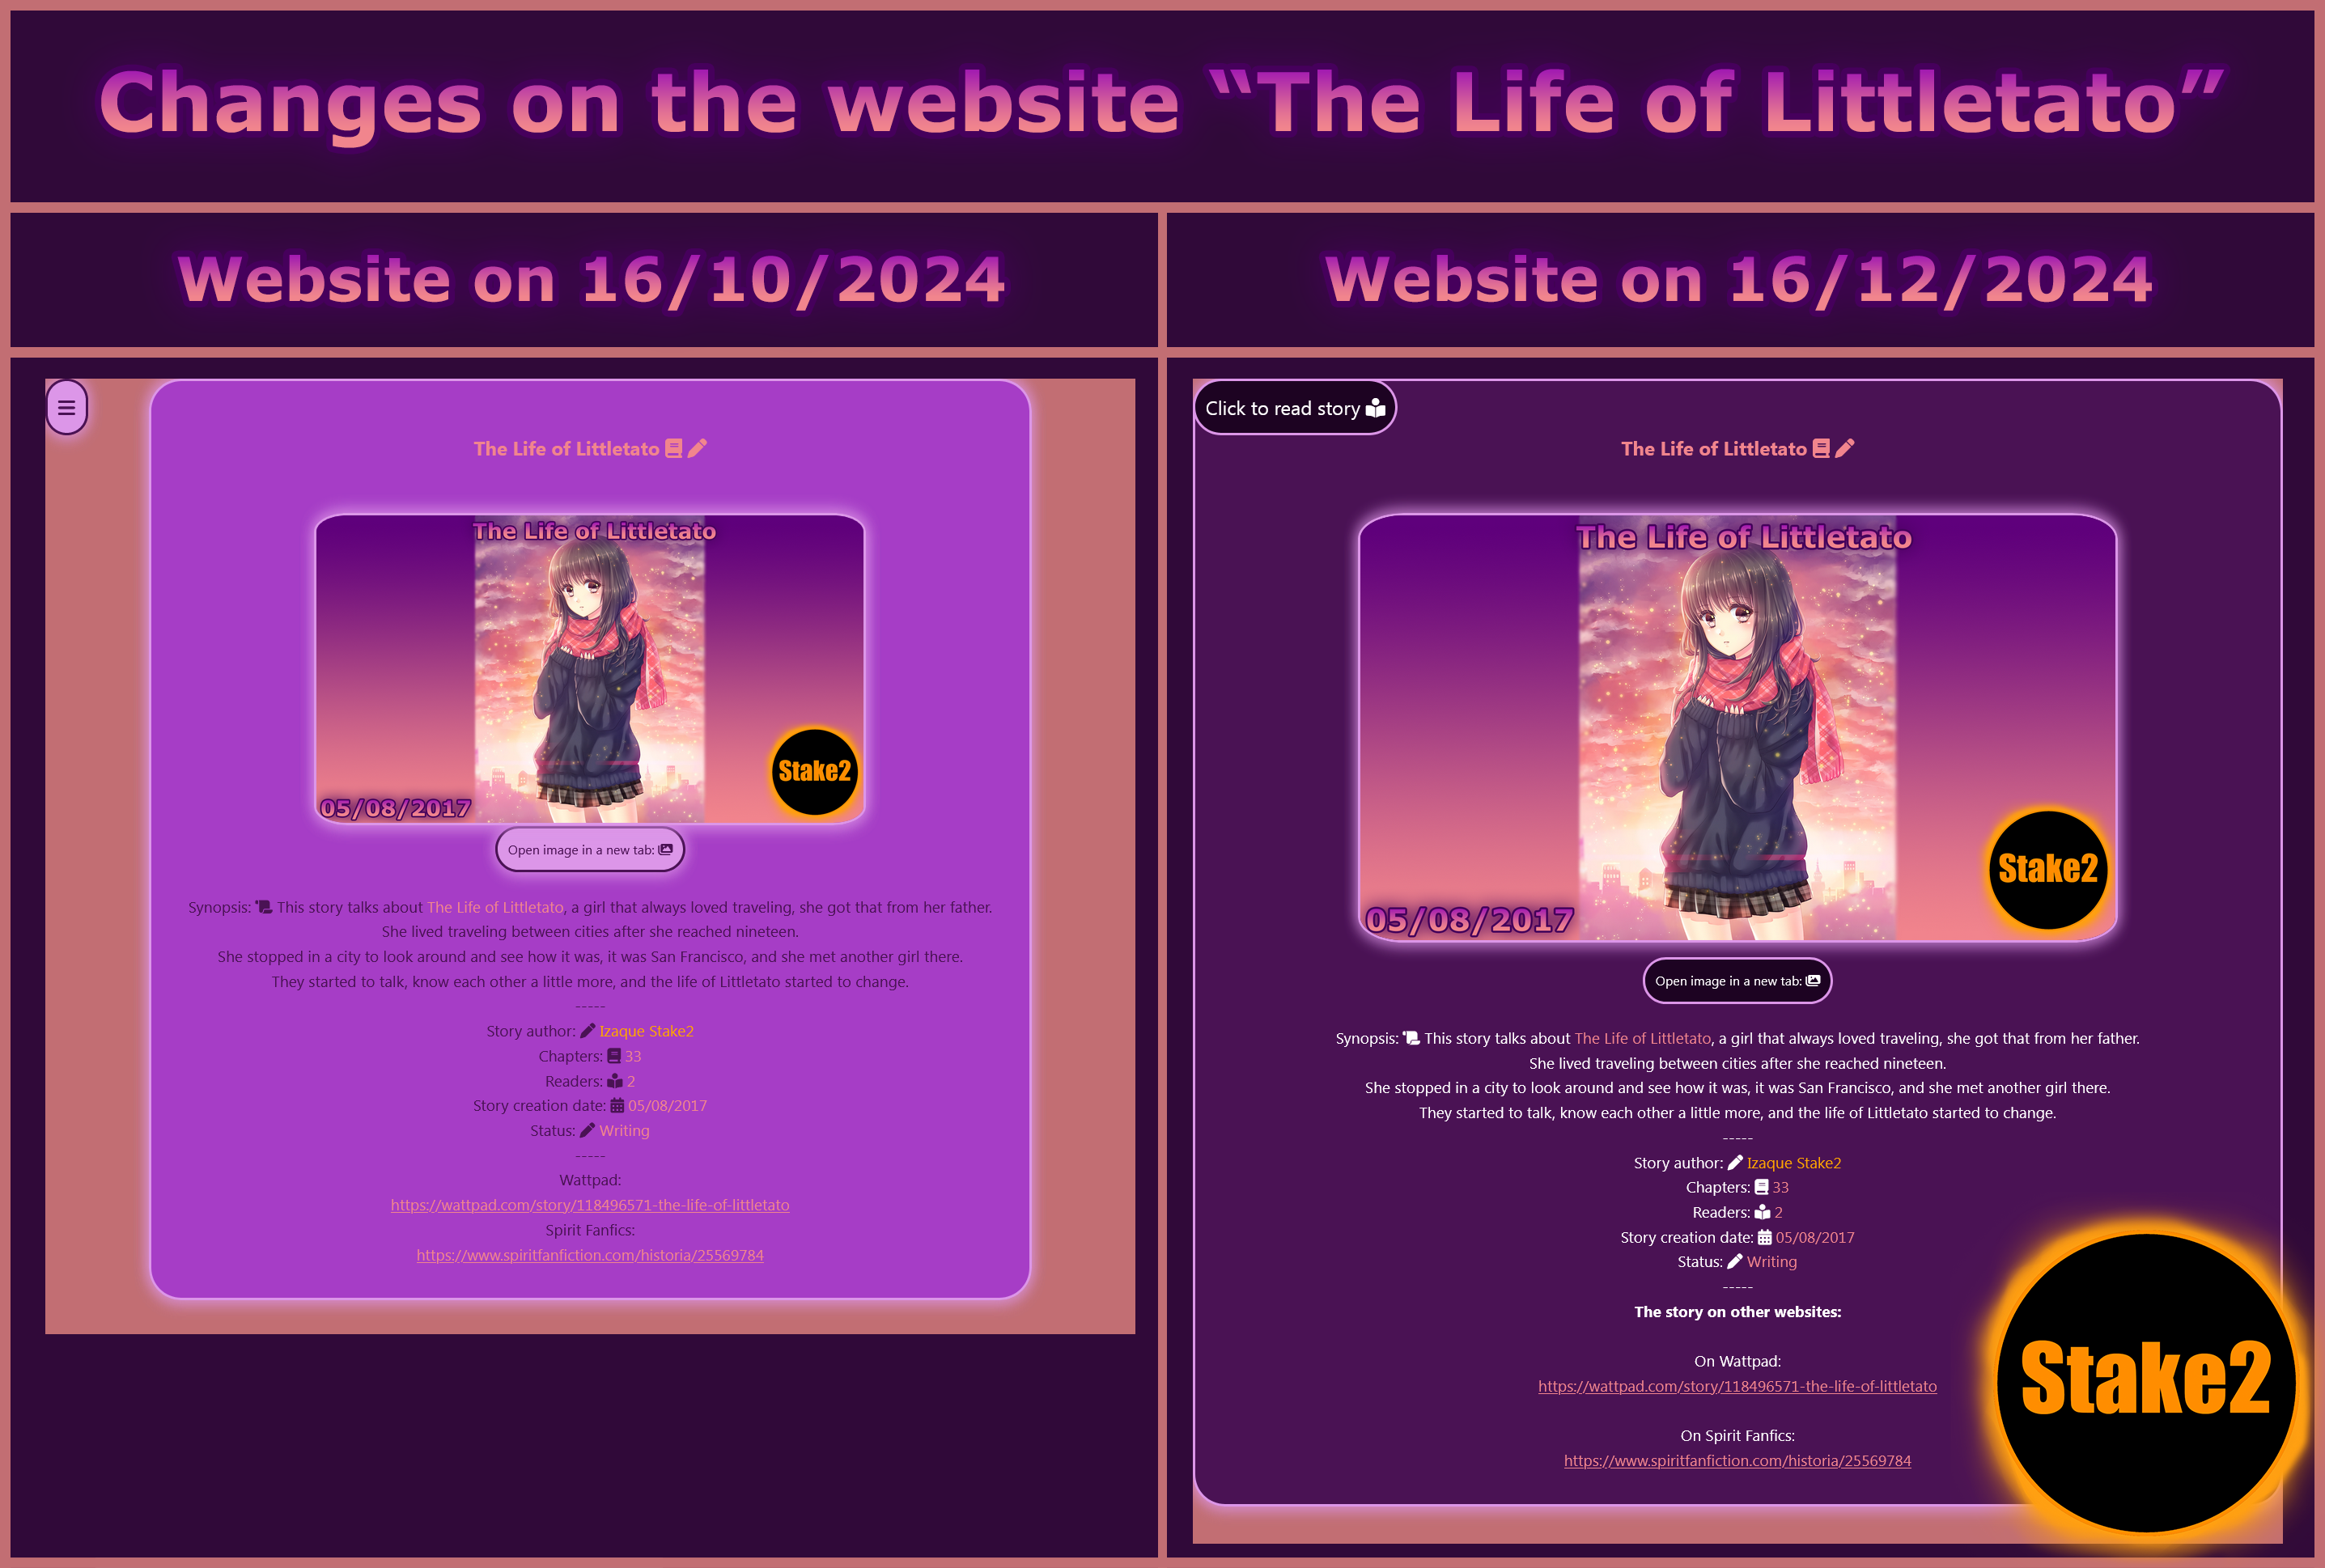 Changes on the website “The Life of Littletato”
Website on 16/10/2024
Website on 16/12/2024
The Life of Littletato
The Life of Littletato
05/08/2017
Stake2
Open image in a new tab:
Synopsis: This story talks about The Life of Littletato, a girl that always loved traveling, she got that from her father.
She lived traveling between cities after she reached nineteen.
She stopped in a city to look around and see how it was, it was San Francisco, and she met another girl there.
They started to talk, know each other a little more, and the life of Littletato started to change.
-----
Story author: Izaque Stake2
Chapters: 33
Readers: 2
Story creation date: 05/08/2017
Status: Writing
-----
Wattpad:
https://wattpad.com/story/118496571-the-life-of-littletato
Spirit Fanfics:
https://www.spiritfanfiction.com/historia/25569784
Click to read story
The Life of Littletato
The Life of Littletato
05/08/2017
Stake2
Open image in a new tab:
Synopsis: This story talks about The Life of Littletato, a girl that always loved traveling, she got that from her father.
She lived traveling between cities after she reached nineteen.
She stopped in a city to look around and see how it was, it was San Francisco, and she met another girl there.
They started to talk, know each other a little more, and the life of Littletato started to change.
-----
Story author: Izaque Stake2
Chapters: 33
Readers: 2
Story creation date: 05/08/2017
Status: Writing
-----
The story on other websites:
On Wattpad:
https://wattpad.com/story/118496571-the-life-of-littletato
On Spirit Fanfics:
https://www.spiritfanfiction.com/historia/25569784
Stake2